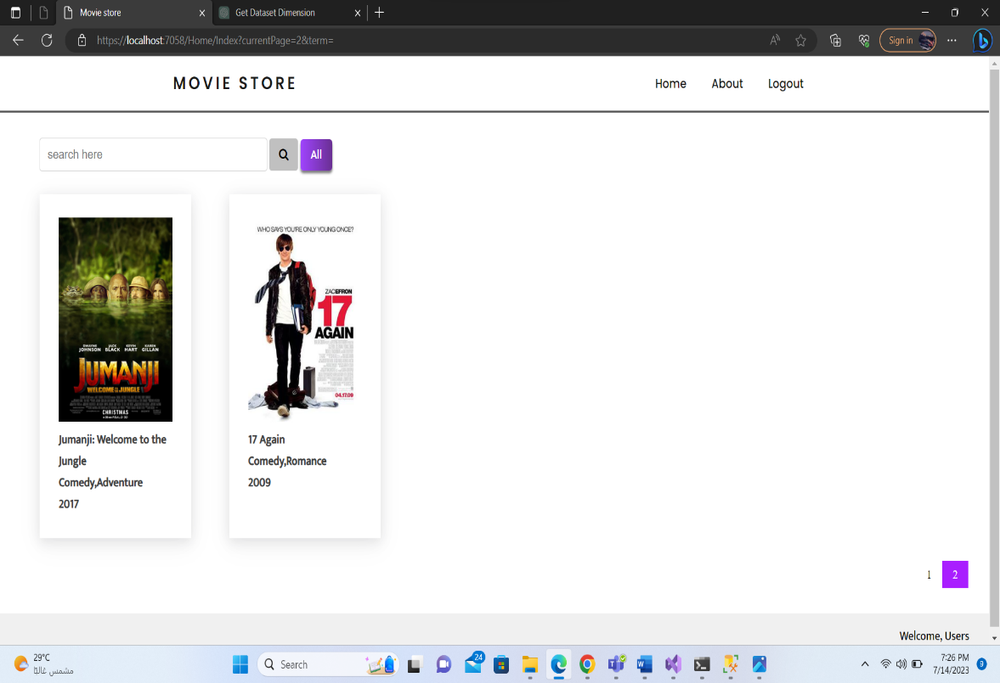 Movie store
Get Dataset Dimension
https://localhost:7058/Home/Index?currentPage=2&term=
Sign in
MOVIE STORE
Home About Logout
search here
All
WHO SAYS YOU'RE ONLY YOUNG ONCE?
ZAC EFRON
17
AGAIN
04.17.09
DWAYNE JOHNSON JACK BLACK KEVIN HART KAREN GILLAN
JUMANJI
WELCOME TO THE JUNGLE
CHRISTMAS
Jumanji: Welcome to the
Jungle
Comedy,Adventure
2017
17 Again
Comedy,Romance
2009
1 2
Welcome, Users
29°C
مشمس غالبًا
Search
24
7:26 PM
7/14/2023
9